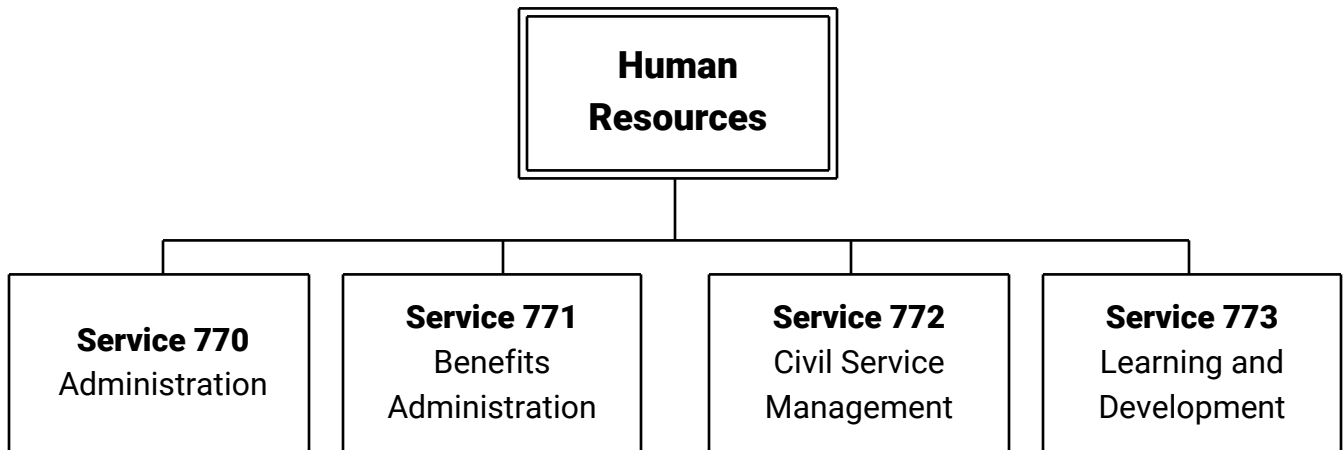 Human
Resources
Service 770
Administration
Service 771
Benefits
Administration
Service 772
Civil Service
Management
Service 773
Learning and
Development